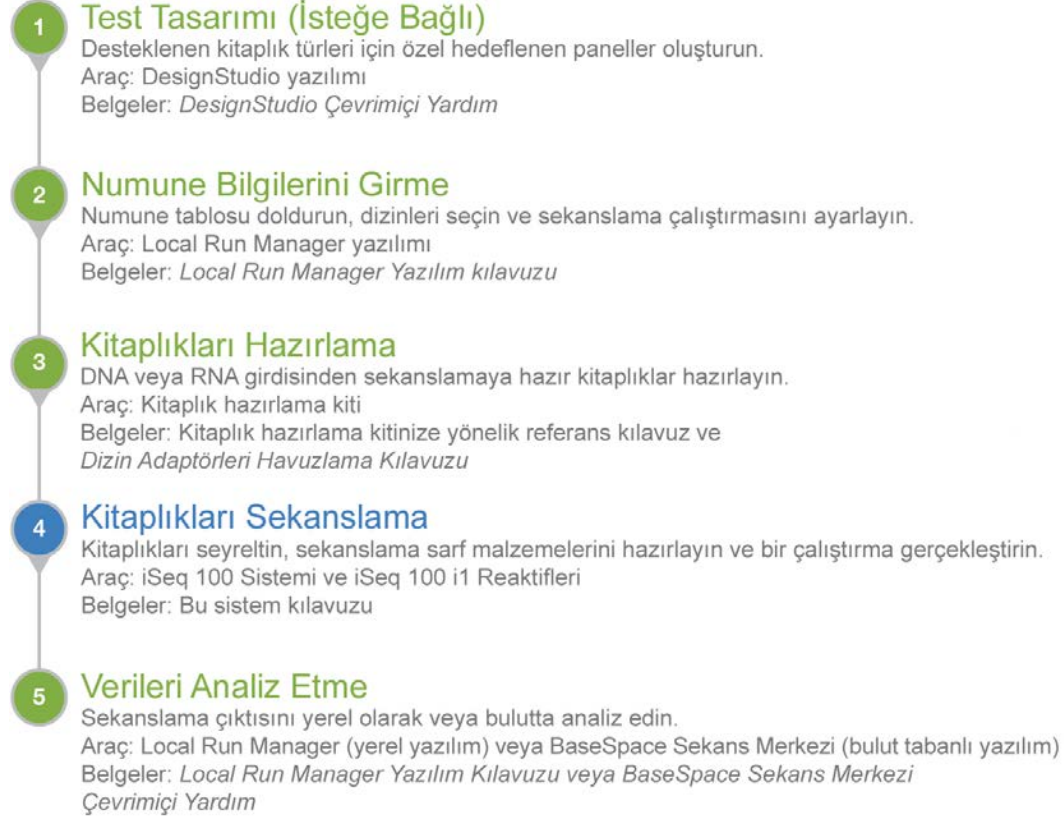 1
Test Tasarımı (İsteğe Bağlı)
Desteklenen kitaplık türleri için özel hedeflenen paneller oluşturun.
Araç: DesignStudio yazılımı
Belgeler: DesignStudio Çevrimiçi Yardım
2
Numune Bilgilerini Girme
Numune tablosu doldurun, dizinleri seçin ve sekanslama çalıştırmasını ayarlayın.
Araç: Local Run Manager yazılımı
Belgeler: Local Run Manager Yazılım kılavuzu
3
Kitaplıkları Hazırlama
DNA veya RNA girdisinden sekanslamaya hazır kitaplıklar hazırlayın.
Araç: Kitaplık hazırlama kiti
Belgeler: Kitaplık hazırlama kitinize yönelik referans kılavuz ve
Dizin Adaptörleri Havuzlama Kılavuzu
4
Kitaplıkları Sekanslama
Kitaplıkları seyreltin, sekanslama sarf malzemelerini hazırlayın ve bir çalıştırma gerçekleştirin.
Araç: iSeq 100 Sistemi ve iSeq 100 i1 Reaktifleri
Belgeler: Bu sistem kılavuzu
5
Verileri Analiz Etme
Sekanslama çıktısını yerel olarak veya bulutta analiz edin.
Araç: Local Run Manager (yerel yazılım) veya BaseSpace Sekans Merkezi (bulut tabanlı yazılım)
Belgeler: Local Run Manager Yazılım Kılavuzu veya BaseSpace Sekans Merkezi
Çevrimiçi Yardım